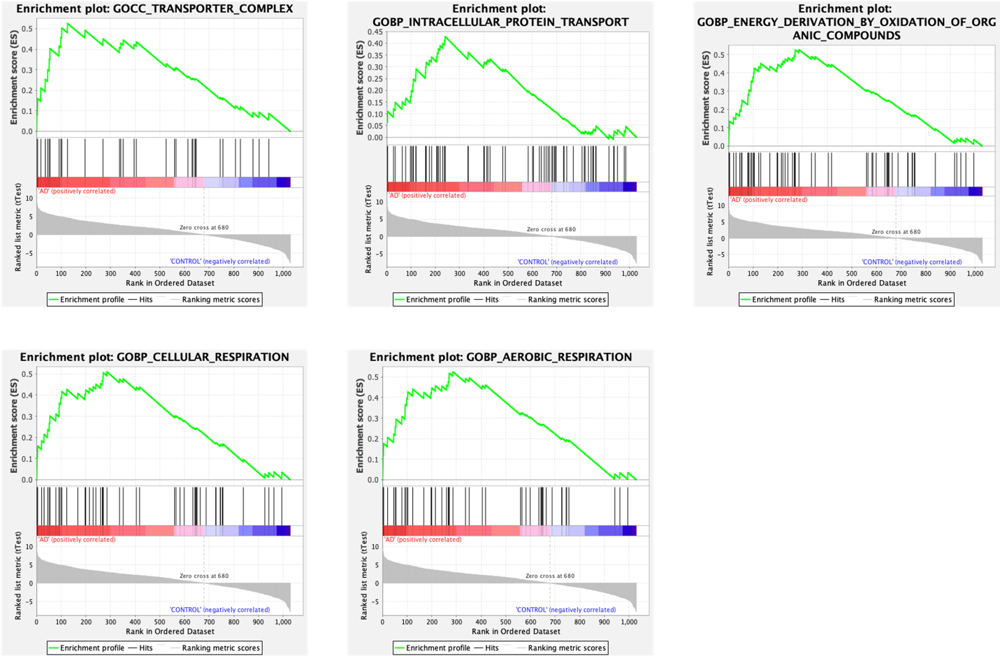 Enrichment plot: GOCC_TRANSPORTER_COMPLEX
Enrichment score (ES)
0.5
0.4
0.3
0.2
0.1
0.0
'AD' (positively correlated)
Ranked list metric (tTest)
10
5
0
-5
Zero cross at 680
'CONTROL' (negatively correlated)
0 100 200 300 400 500 600 700 800 900 1,000
Rank in Ordered Dataset
Enrichment profile Hits Ranking metric scores
Enrichment plot:
GOBP_INTRACELLULAR_PROTEIN_TRANSPORT
Enrichment score (ES)
0.45
0.40
0.35
0.30
0.25
0.20
0.15
0.10
0.05
0.00
'AD' (positively correlated)
Ranked list metric (tTest)
10
5
0
-5
Zero cross at 680
'CONTROL' (negatively correlated)
0 100 200 300 400 500 600 700 800 900 1,000
Rank in Ordered Dataset
Enrichment profile Hits Ranking metric scores
Enrichment plot:
GOBP_ENERGY_DERIVATION_BY_OXIDATION_OF_ORG
ANIC_COMPOUNDS
Enrichment score (ES)
0.5
0.4
0.3
0.2
0.1
0.0
'AD' (positively correlated)
Ranked list metric (tTest)
10
5
0
-5
Zero cross at 680
'CONTROL' (negatively correlated)
0 100 200 300 400 500 600 700 800 900 1,000
Rank in Ordered Dataset
Enrichment profile Hits Ranking metric scores
Enrichment plot: GOBP_CELLULAR_RESPIRATION
Enrichment score (ES)
0.5
0.4
0.3
0.2
0.1
0.0
'AD' (positively correlated)
Ranked list metric (tTest)
10
5
0
-5
Zero cross at 680
'CONTROL' (negatively correlated)
0 100 200 300 400 500 600 700 800 900 1,000
Rank in Ordered Dataset
Enrichment profile Hits Ranking metric scores
Enrichment plot: GOBP_AEROBIC_RESPIRATION
Enrichment score (ES)
0.5
0.4
0.3
0.2
0.1
0.0
'AD' (positively correlated)
Ranked list metric (tTest)
10
5
0
-5
Zero cross at 680
'CONTROL' (negatively correlated)
0 100 200 300 400 500 600 700 800 900 1,000
Rank in Ordered Dataset
Enrichment profile Hits Ranking metric scores